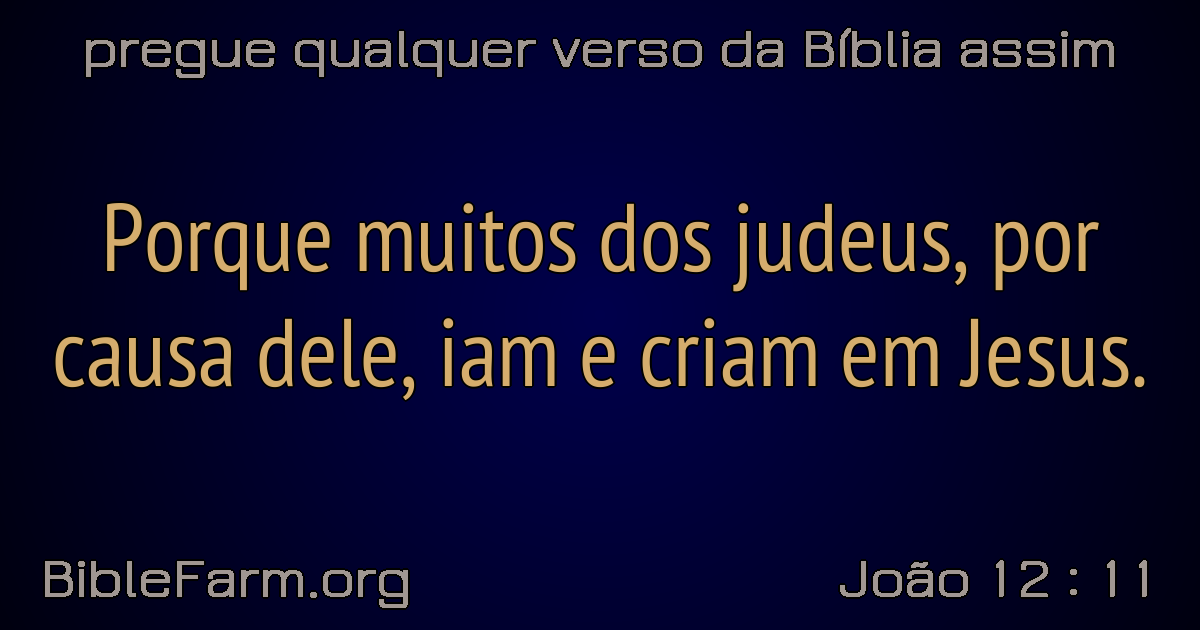 pregue qualquer verso da Bíblia assim
Porque muitos dos judeus, por
causa dele, iam e criam em Jesus.
BibleFarm.org
João 12 : 11